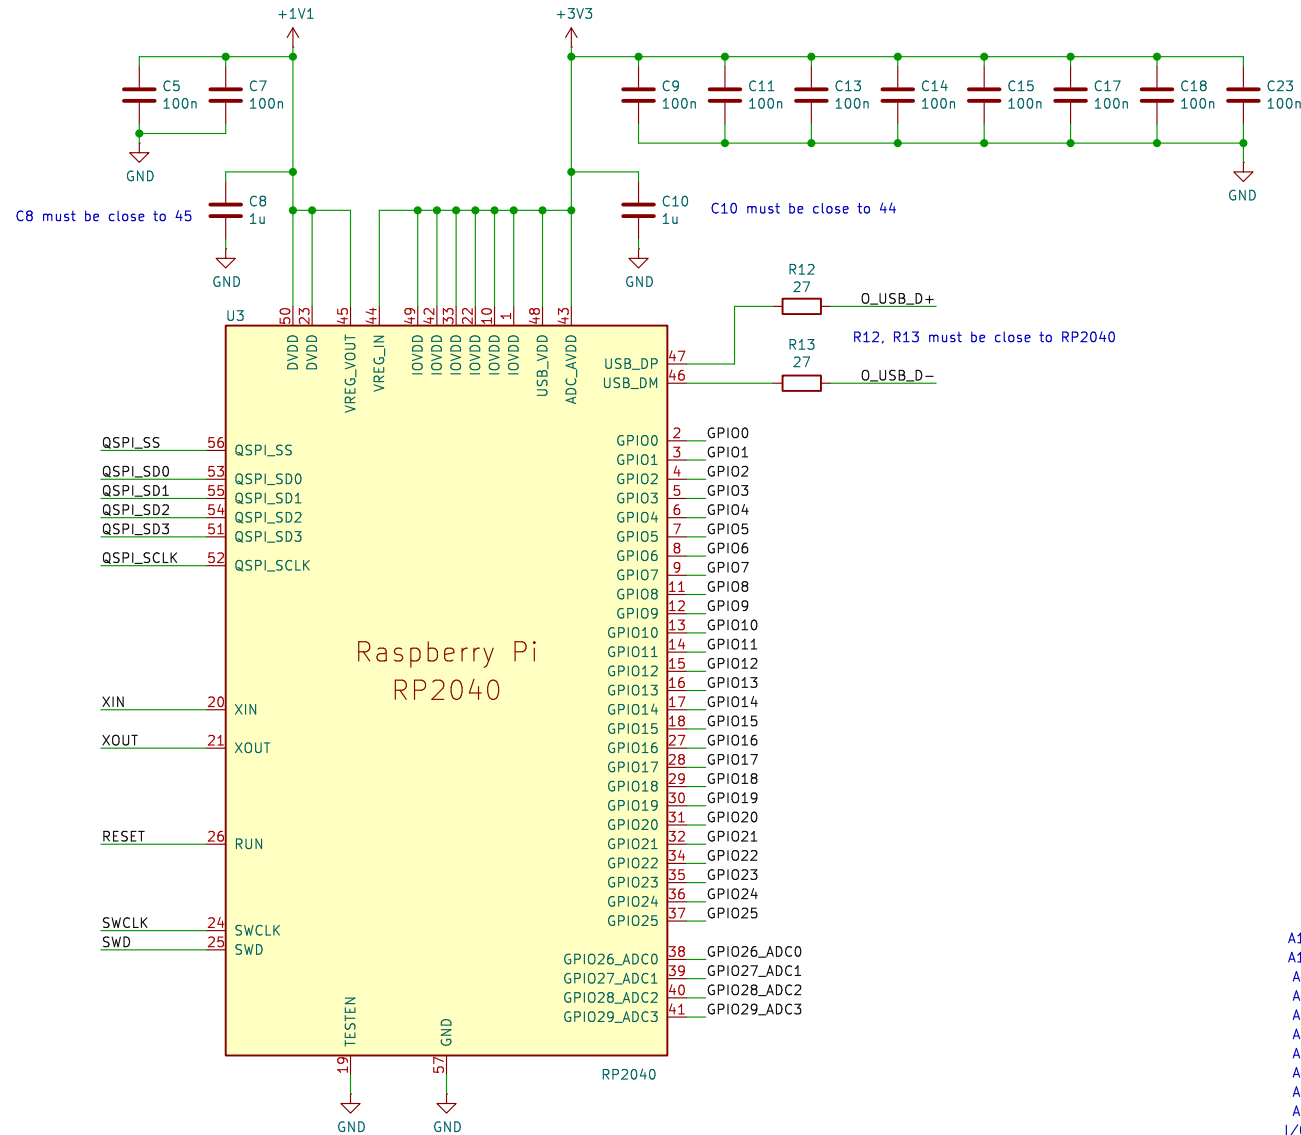 +1V1
+3V3
C5
100n
C7
100n
C9
100n
C11
100n
C13
100n
C14
100n
C15
100n
C17
100n
C18
100n
C23
100n
GND
GND
C8 must be close to 45
C8
1u
C10
1u
C10 must be close to 44
GND
GND
R12
27
O_USB_D+
R12, R13 must be close to RP2040
R13
27
O_USB_D-
U3
50
23
45
44
49
42
33
22
10
1
48
43
DVDD
DVDD
VREG_VOUT
VREG_IN
IOVDD
IOVDD
IOVDD
IOVDD
IOVDD
IOVDD
USB_VDD
ADC_AVDD
USB_DP 47
USB_DM 46
QSPI_SS 56 QSPI_SS
QSPI_SD0 53 QSPI_SD0
QSPI_SD1 55 QSPI_SD1
QSPI_SD2 54 QSPI_SD2
QSPI_SD3 51 QSPI_SD3
QSPI_SCLK 52 QSPI_SCLK
XIN 20 XIN
XOUT 21 XOUT
RESET 26 RUN
SWCLK 24 SWCLK
SWD 25 SWD
Raspberry Pi
RP2040
GPIO0 2 GPIO0
GPIO1 3 GPIO1
GPIO2 4 GPIO2
GPIO3 5 GPIO3
GPIO4 6 GPIO4
GPIO5 7 GPIO5
GPIO6 8 GPIO6
GPIO7 9 GPIO7
GPIO8 11 GPIO8
GPIO9 12 GPIO9
GPIO10 13 GPIO10
GPIO11 14 GPIO11
GPIO12 15 GPIO12
GPIO13 16 GPIO13
GPIO14 17 GPIO14
GPIO15 18 GPIO15
GPIO16 27 GPIO16
GPIO17 28 GPIO17
GPIO18 29 GPIO18
GPIO19 30 GPIO19
GPIO20 31 GPIO20
GPIO21 32 GPIO21
GPIO22 34 GPIO22
GPIO23 35 GPIO23
GPIO24 36 GPIO24
GPIO25 37 GPIO25
GPIO26_ADC0 38 GPIO26_ADC0
GPIO27_ADC1 39 GPIO27_ADC1
GPIO28_ADC2 40 GPIO28_ADC2
GPIO29_ADC3 41 GPIO29_ADC3
TESTEN
GND
19
57
RP2040
GND
GND